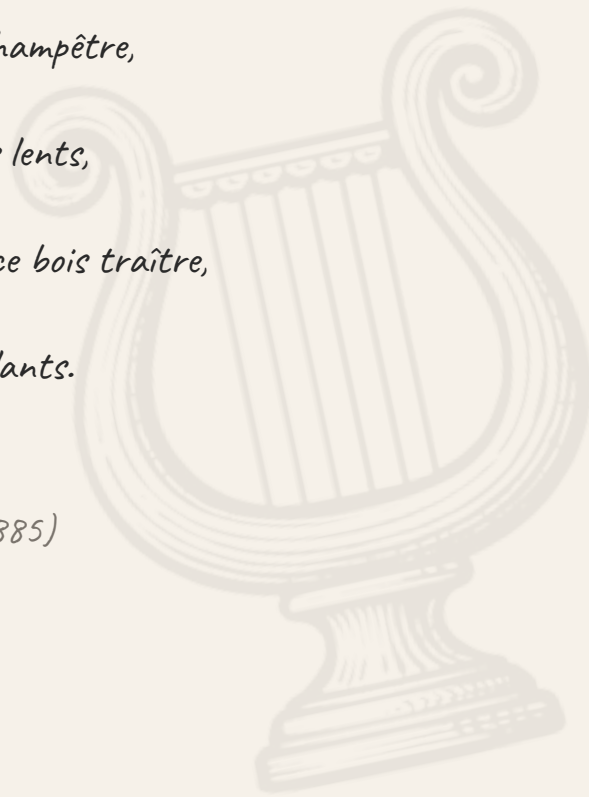 hampêtre,
lents,
ce bois traître,
lants.
885)